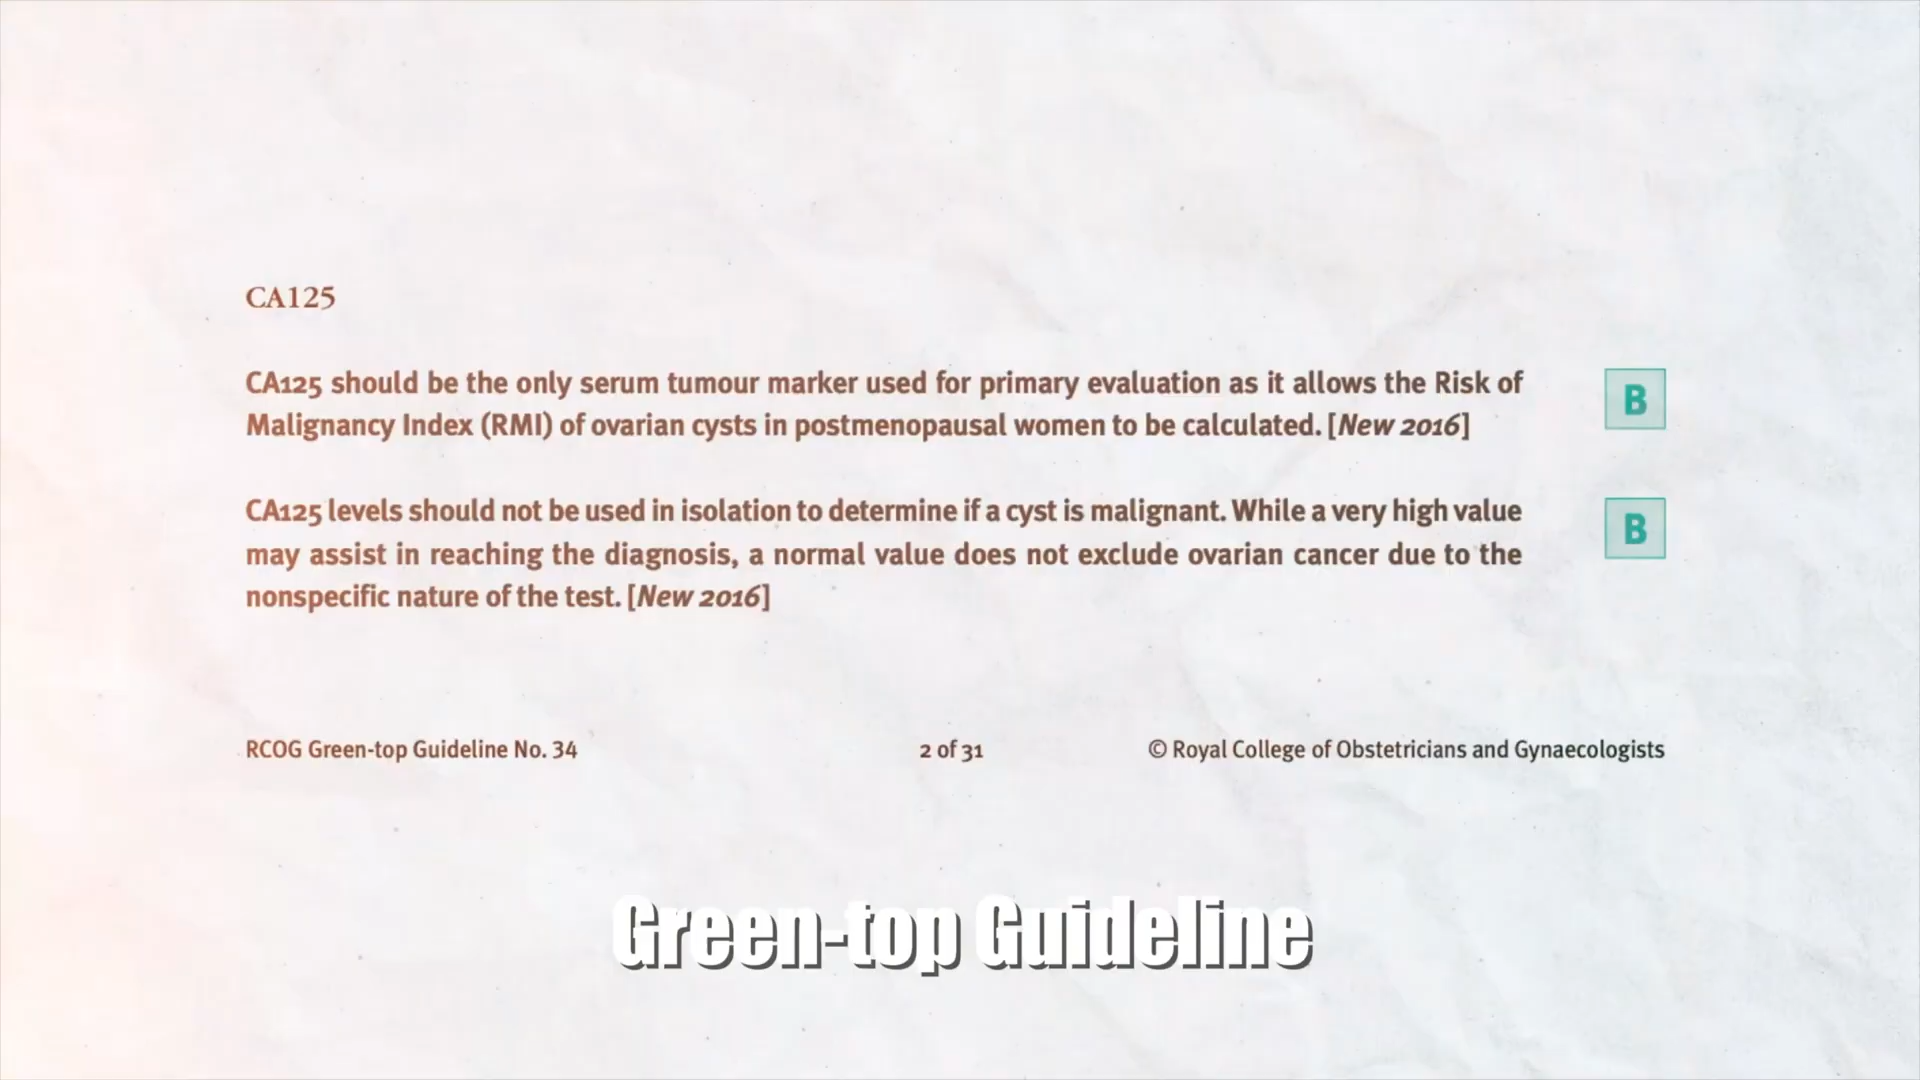 CA125
CA125 should be the only serum tumour marker used for primary evaluation as it allows the Risk of
Malignancy Index (RMI) of ovarian cysts in postmenopausal women to be calculated. [New 2016]
B
CA125 levels should not be used in isolation to determine if a cyst is malignant. While a very high value
may assist in reaching the diagnosis, a normal value does not exclude ovarian cancer due to the
nonspecific nature of the test. [New 2016]
B
RCOG Green-top Guideline No. 34
2 of 31
© Royal College of Obstetricians and Gynaecologists
Green-top Guideline